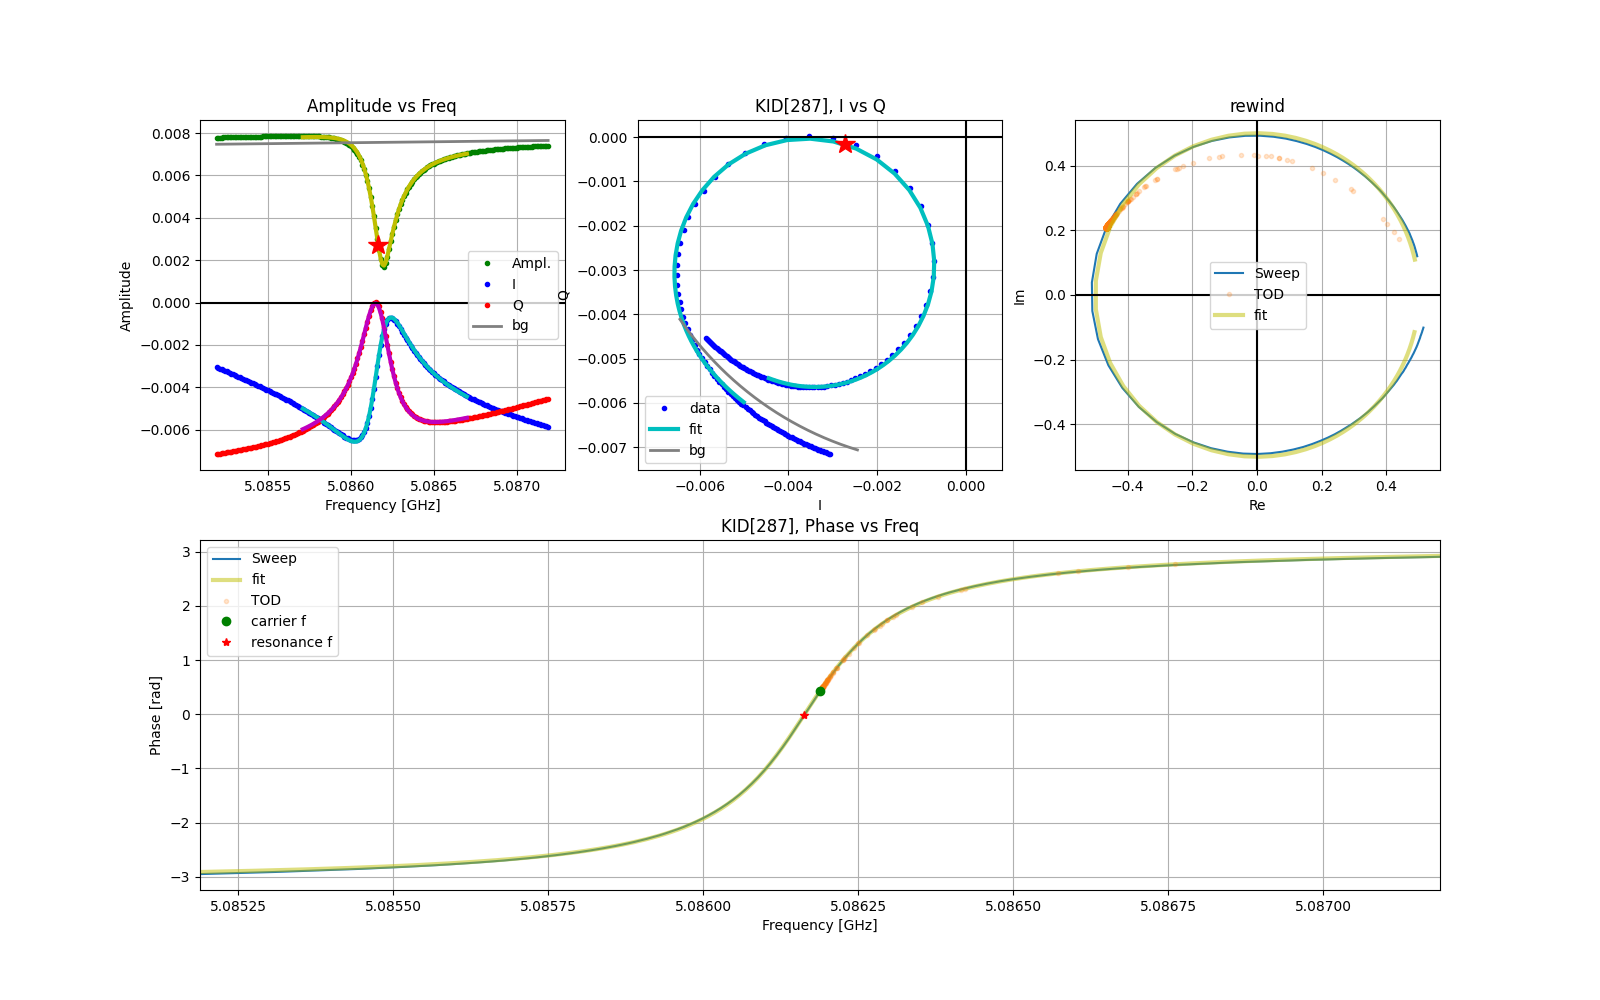 Amplitude vs Freq
0.008
0.006
0.004
0.002
0.000
−0.002
−0.004
−0.006
Amplitude
Ampl.
I
Q
bg
5.0855 5.0860 5.0865 5.0870
Frequency [GHz]
KID[287], I vs Q
0.000
−0.001
−0.002
−0.003
−0.004
−0.005
−0.006
−0.007
Q
data
fit
bg
−0.006 −0.004 −0.002 0.000
I
rewind
0.4
0.2
0.0
−0.2
−0.4
Im
Sweep
TOD
fit
−0.4 −0.2 0.0 0.2 0.4
Re
KID[287], Phase vs Freq
3
2
1
0
−1
−2
−3
Phase [rad]
Sweep
fit
TOD
carrier f
resonance f
5.08525 5.08550 5.08575 5.08600 5.08625 5.08650 5.08675 5.08700
Frequency [GHz]